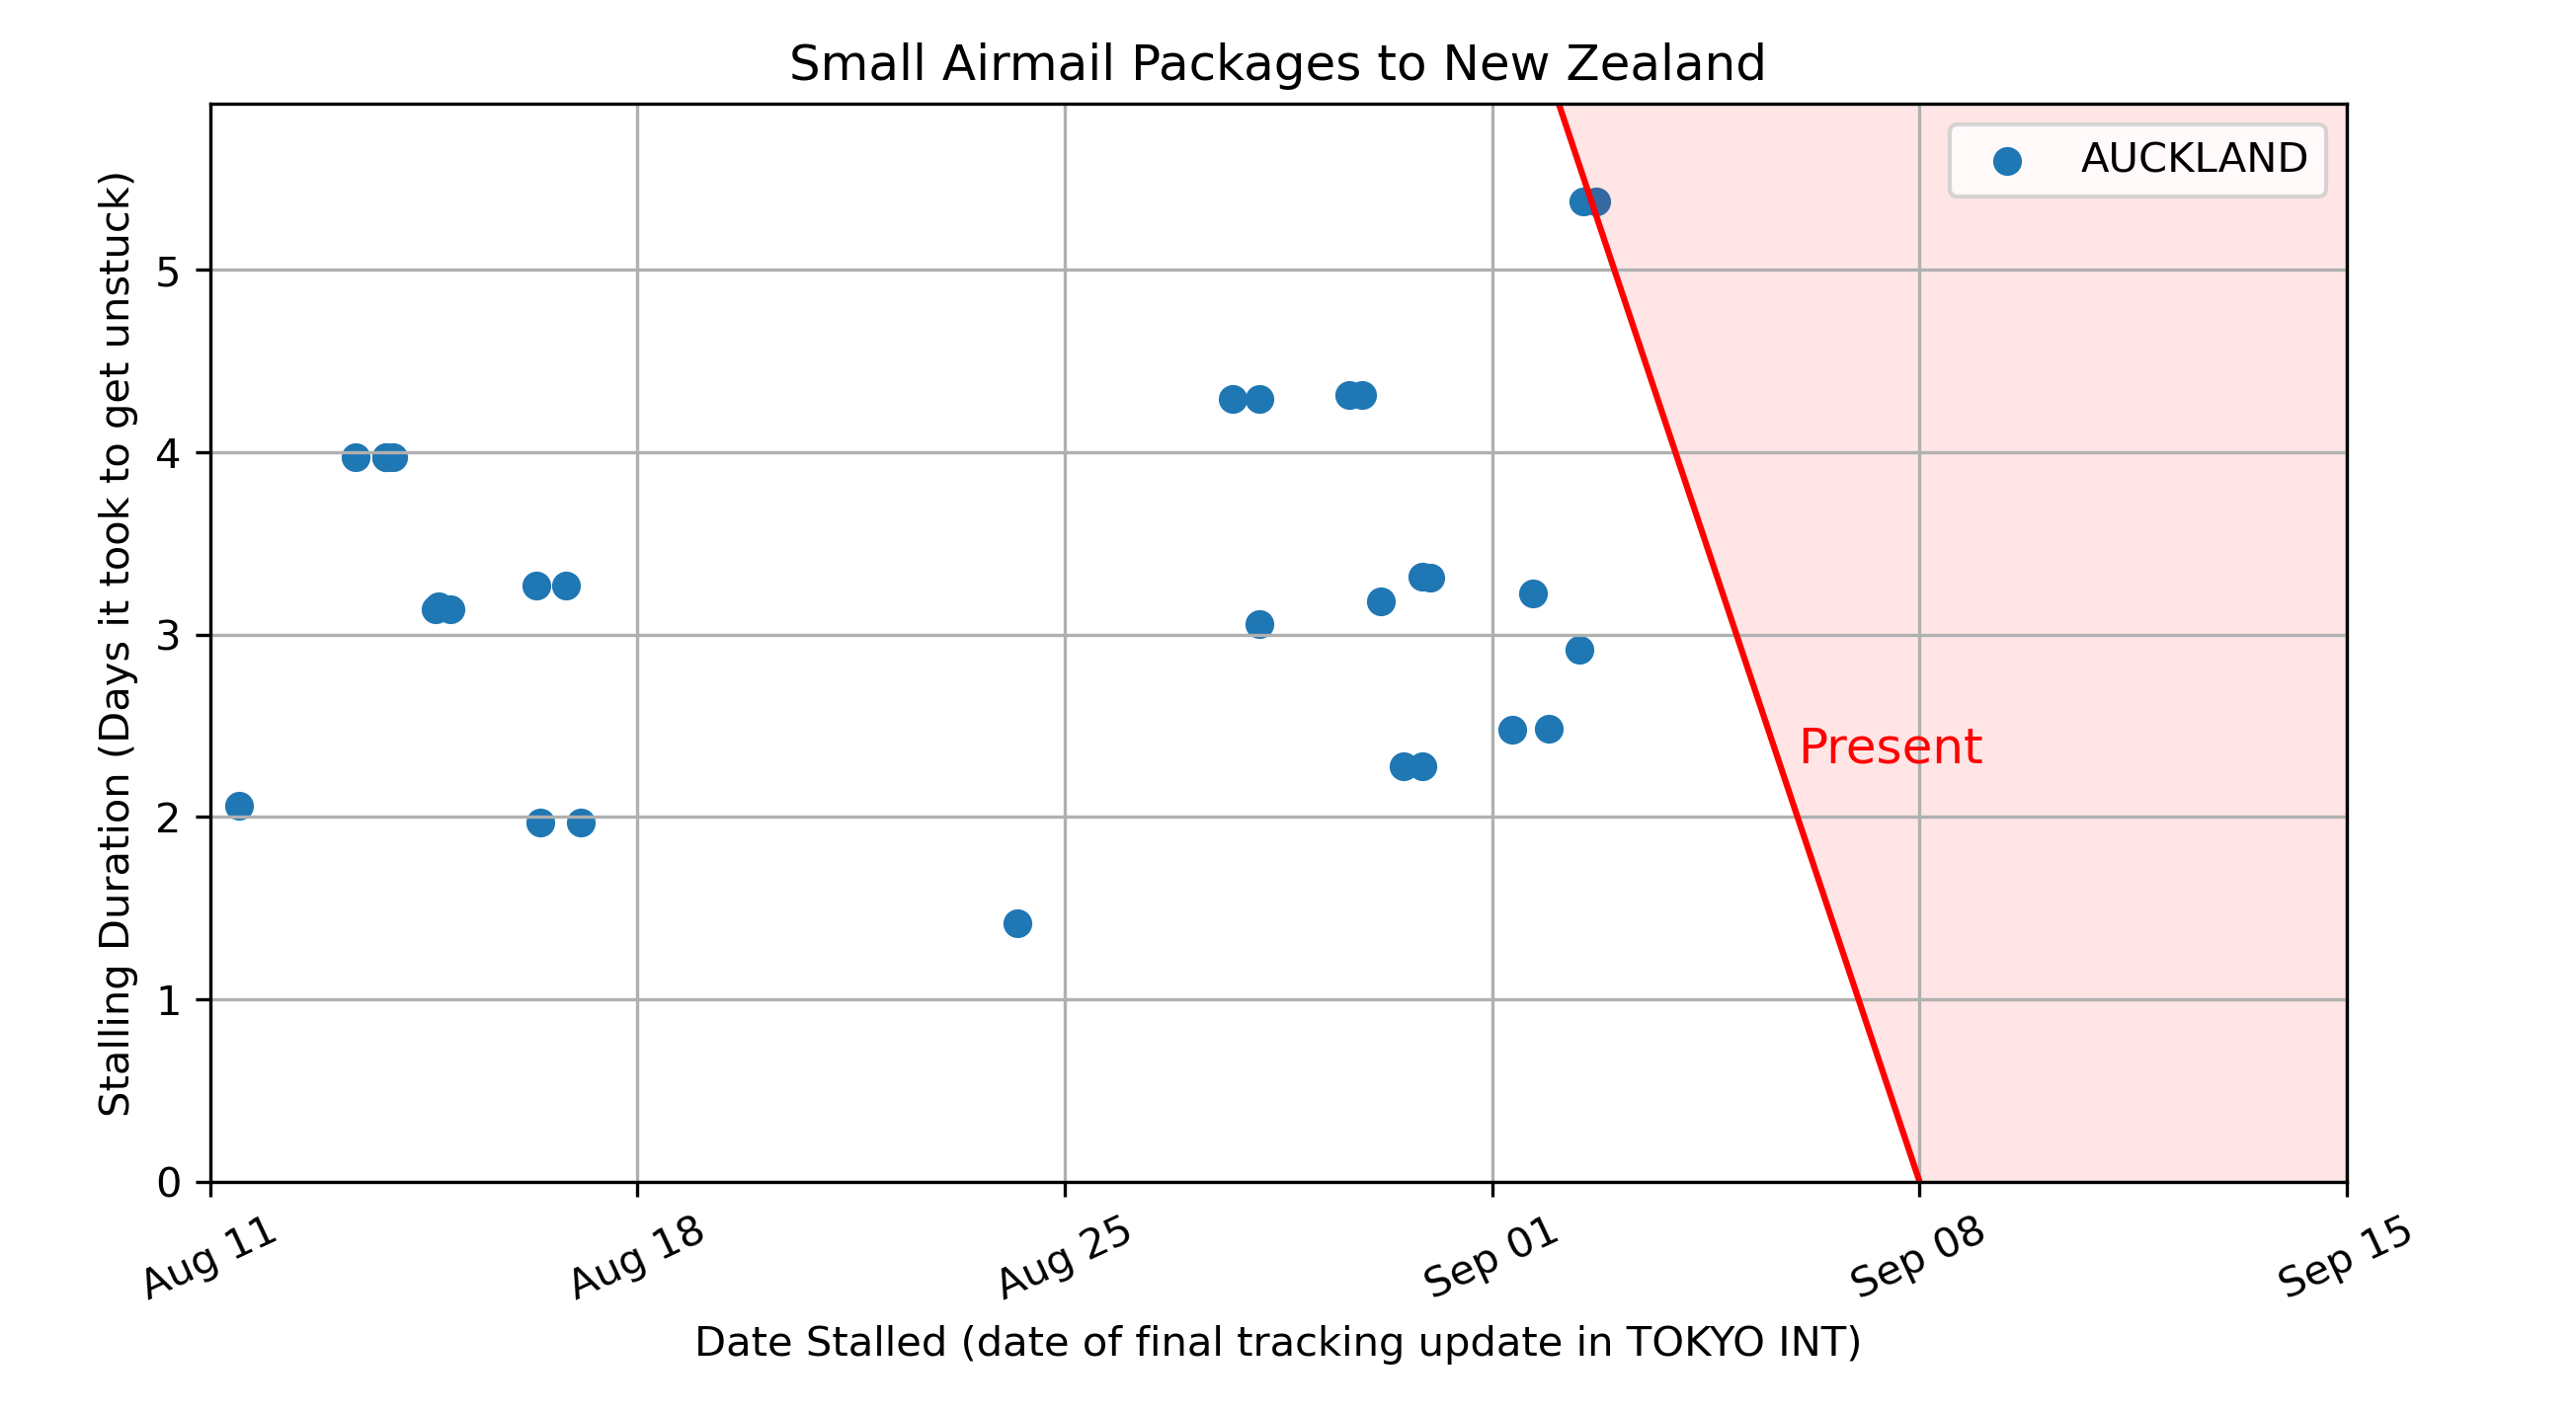 Small Airmail Packages to New Zealand
AUCKLAND
Stalling Duration (Days it took to get unstuck)
5
4
3
2
1
0
Present
Aug 11
Aug 18
Aug 25
Sep 01
Sep 08
Sep 15
Date Stalled (date of final tracking update in TOKYO INT)